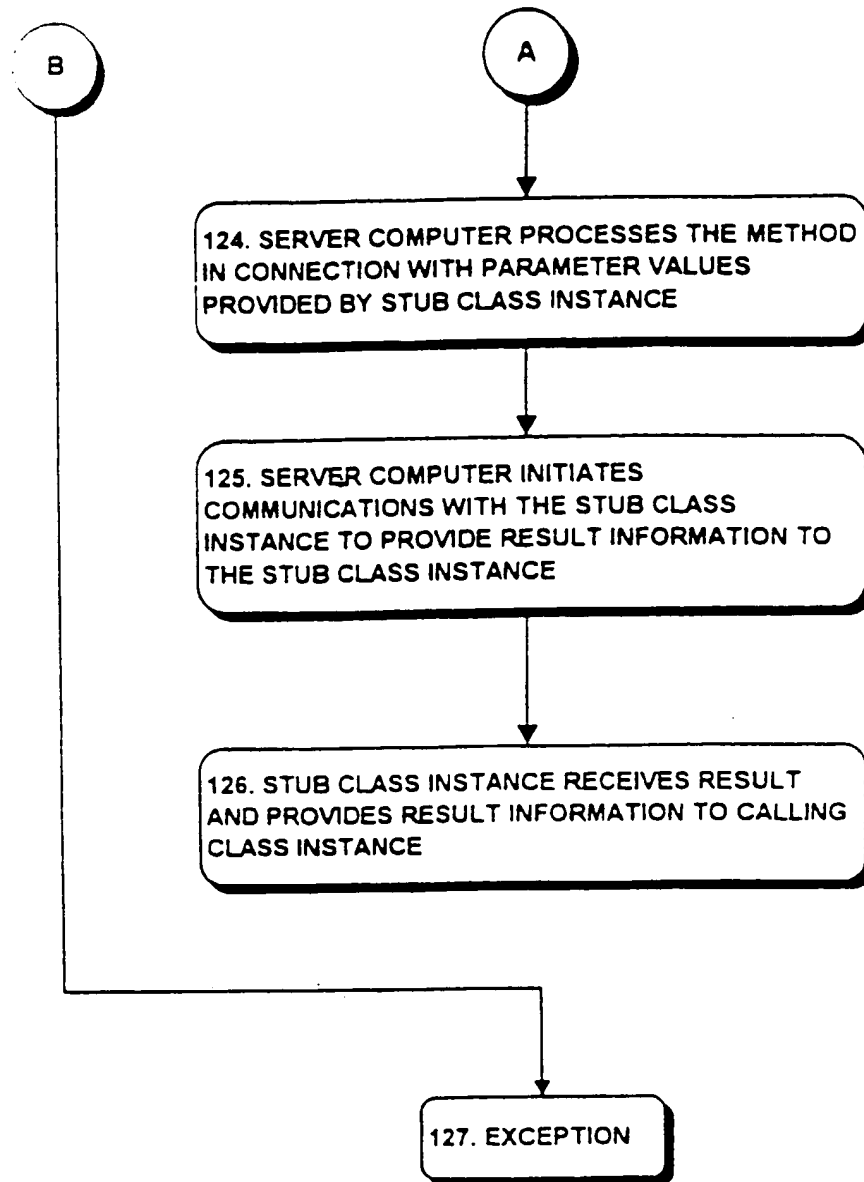 B
A
124. SERVER COMPUTER PROCESSES THE METHOD
IN CONNECTION WITH PARAMETER VALUES
PROVIDED BY STUB CLASS INSTANCE
125. SERVER COMPUTER INITIATES
COMMUNICATIONS WITH THE STUB CLASS
INSTANCE TO PROVIDE RESULT INFORMATION TO
THE STUB CLASS INSTANCE
126. STUB CLASS INSTANCE RECEIVES RESULT
AND PROVIDES RESULT INFORMATION TO CALLING
CLASS INSTANCE
127. EXCEPTION